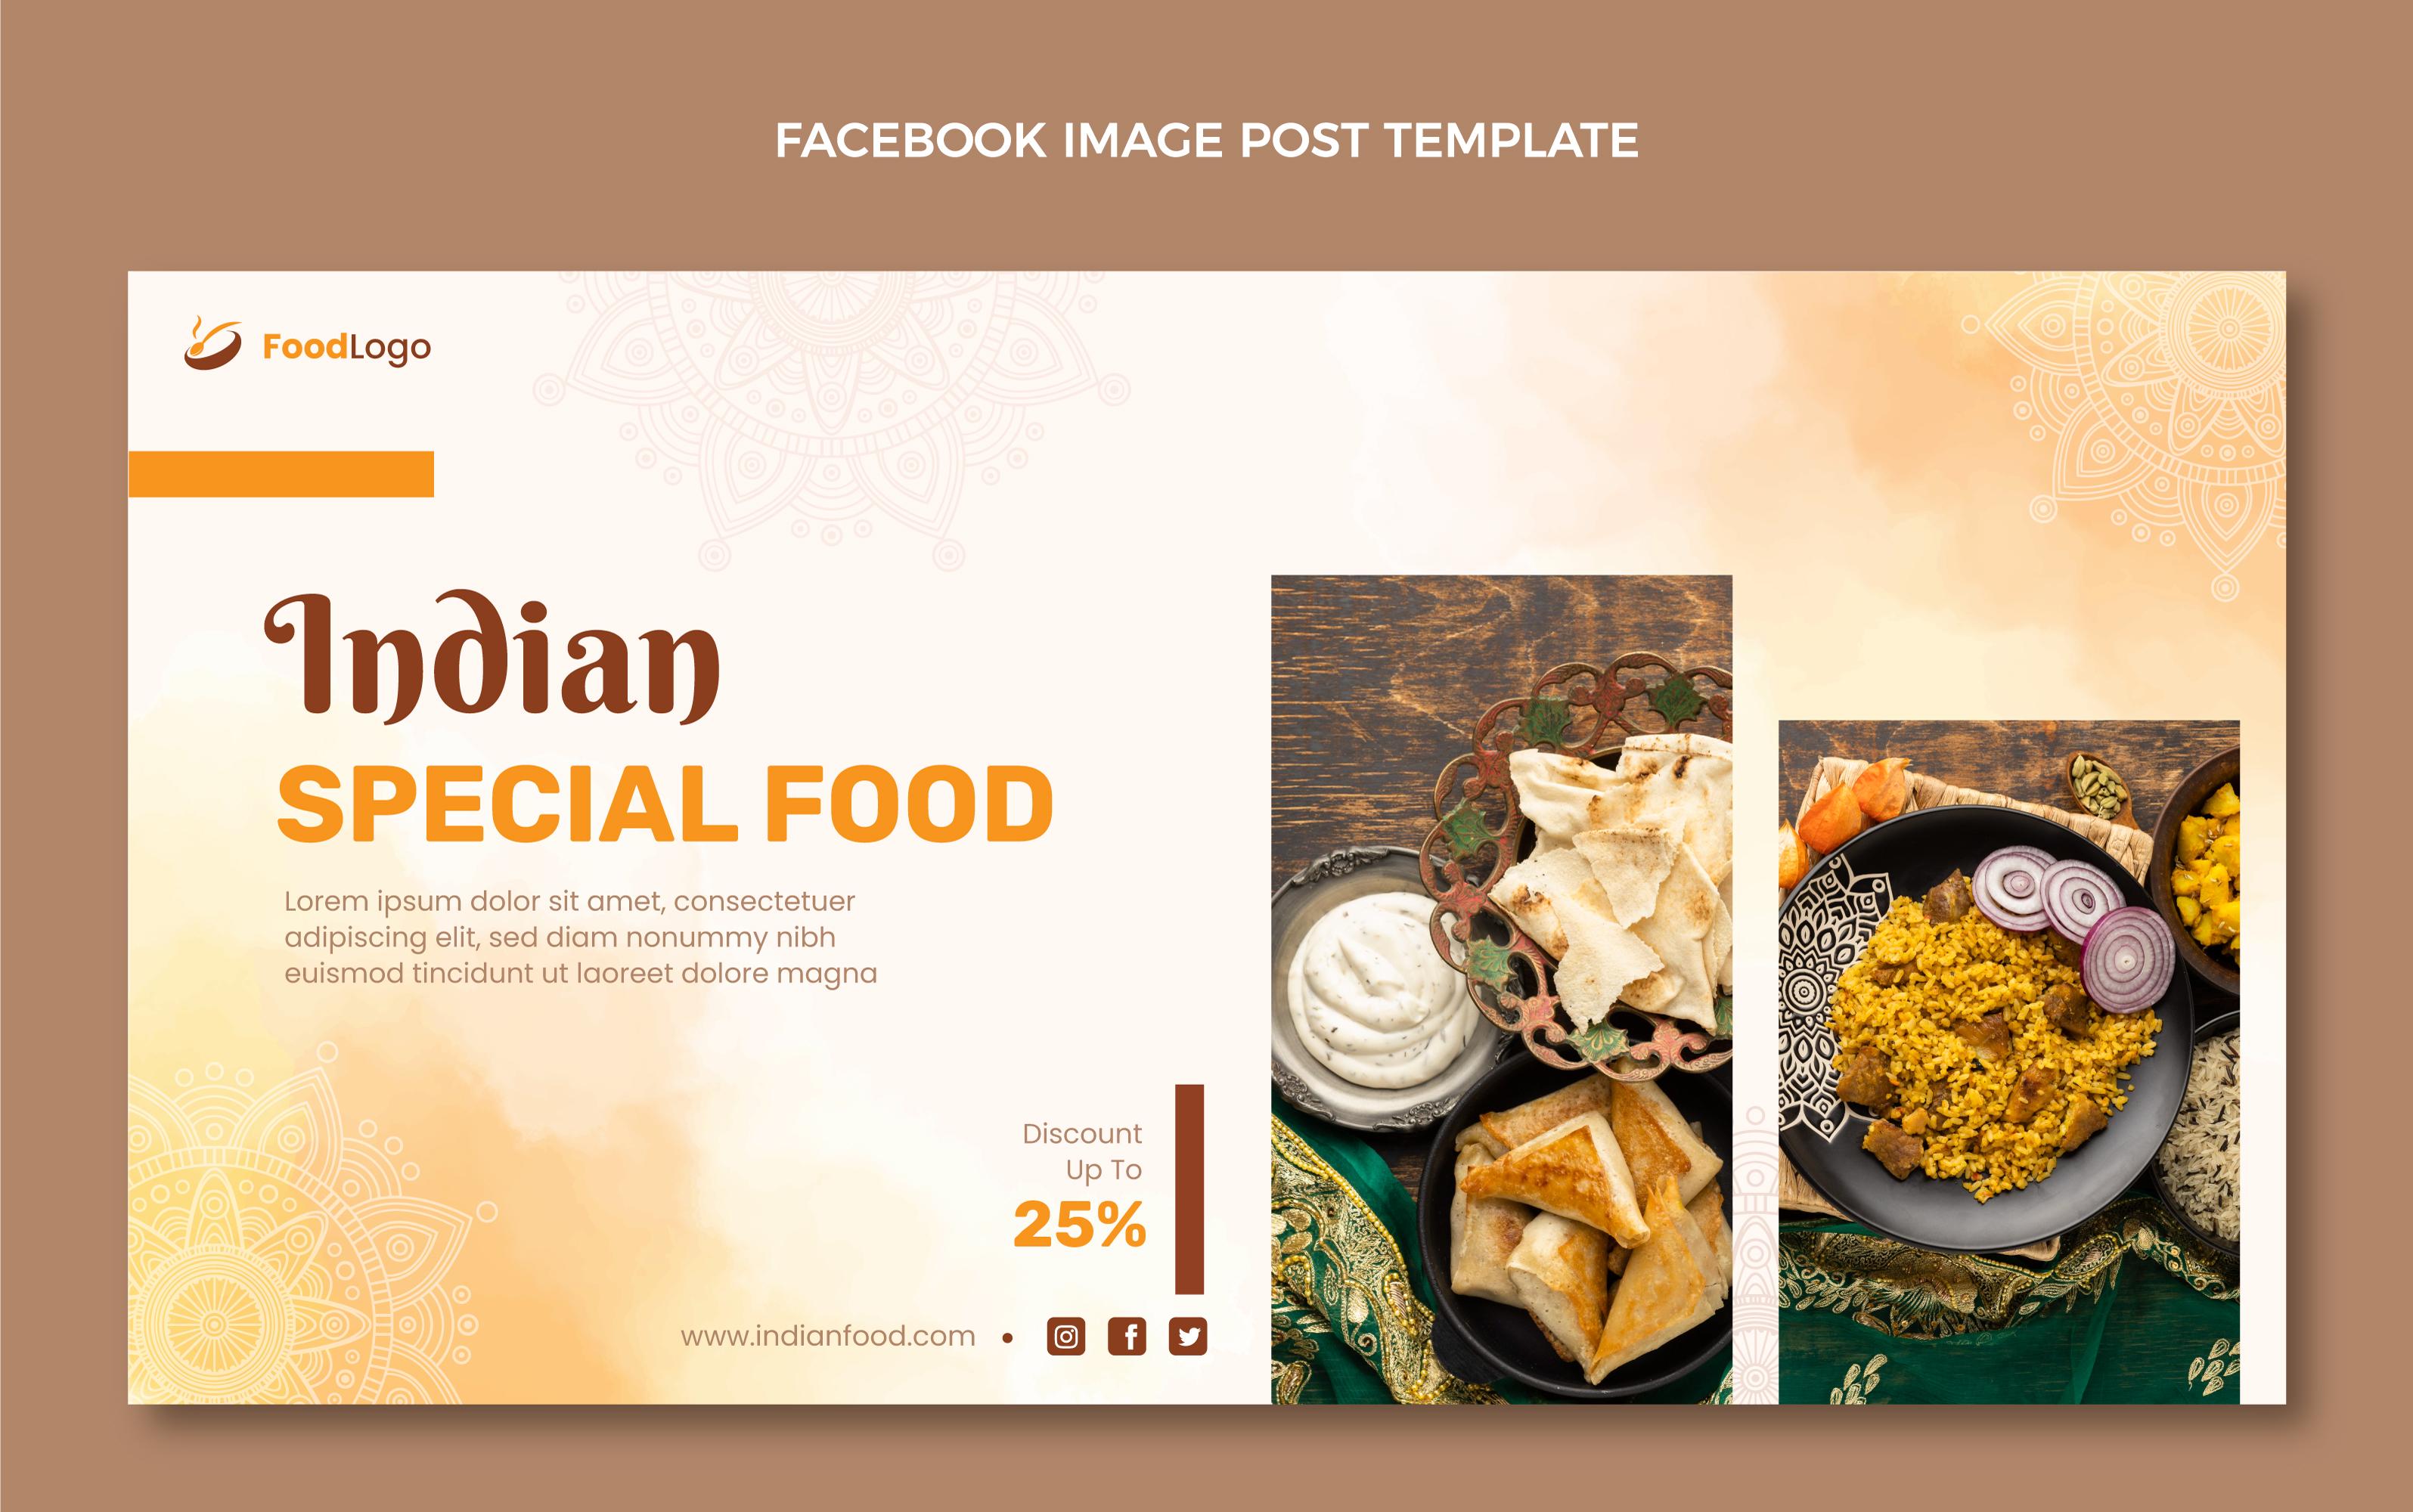 FACEBOOK IMAGE POST TEMPLATE
FoodLogo
Indian
SPECIAL FOOD
Lorem ipsum dolor sit amet, consectetuer
adipiscing elit, sed diam nonummy nibh
euismod tincidunt ut laoreet dolore magna
Discount
Up To
25%
www.indianfood.com